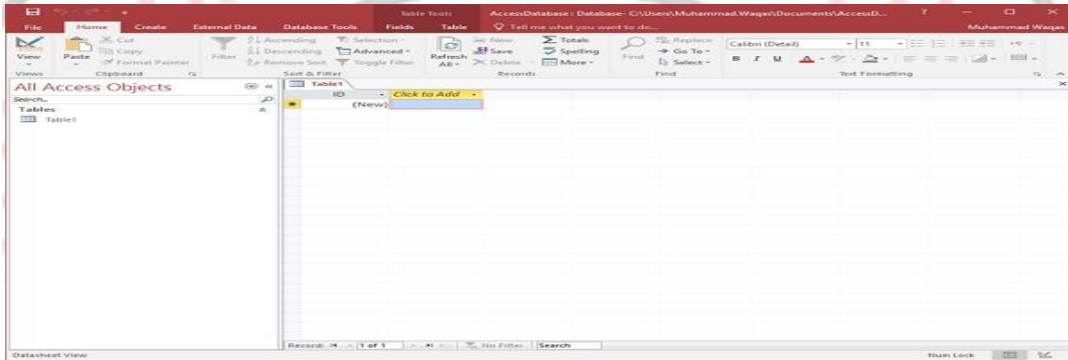 Table Tools AccessDatabase : Database- C:\Users\Muhammad.Waqas\Documents\AccessD... ?
File Home Create External Data Database Tools Fields Table Tell me what you want to do... Muhammad Waqas
View Paste Cut Copy Format Painter
Filter Ascending Descending Remove Sort Selection Advanced Toggle Filter
Refresh All New Save Delete Totals Spelling More
Find Replace Go To Select
Calibri (Detail) 11
B I U A
Views Clipboard Sort & Filter Records Find Text Formatting
All Access Objects
Search...
Tables
Table1
Table1
ID Click to Add
(New)
Record: 1 of 1 No Filter Search
Datasheet View Num Lock